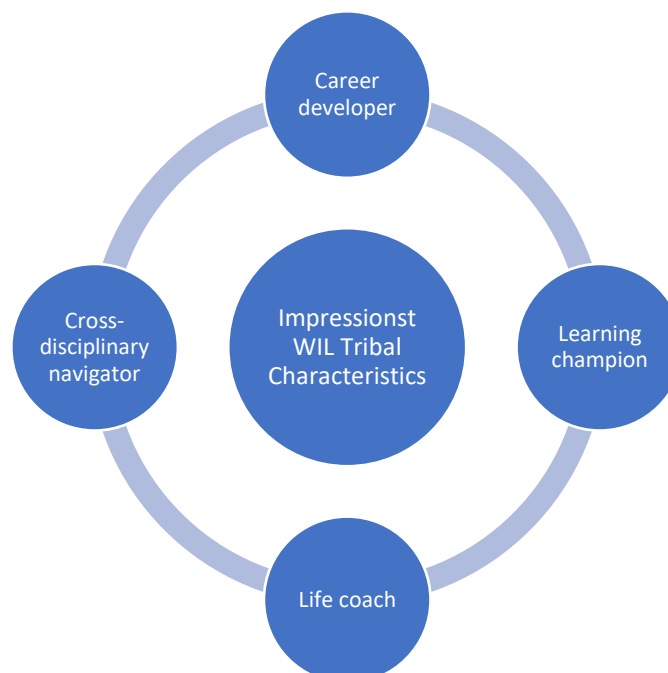 Career
developer
Cross-
disciplinary
navigator
Impressionst
WIL Tribal
Characteristics
Learning
champion
Life coach